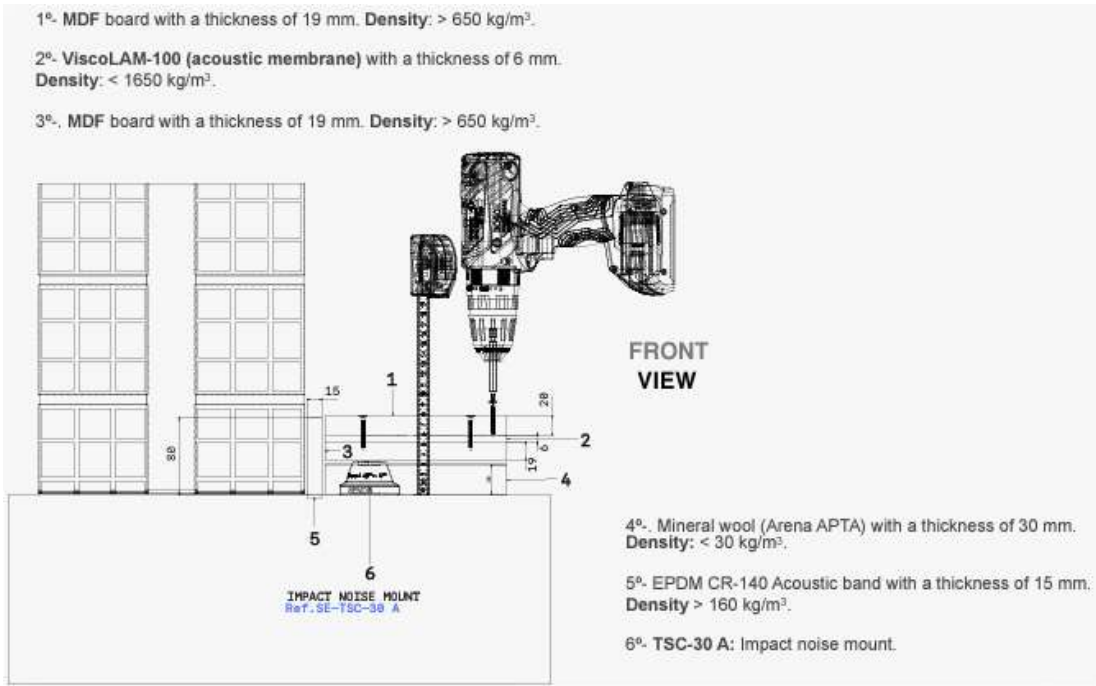 1º- MDF board with a thickness of 19 mm. Density: > 650 kg/m³.
2º- ViscoLAM-100 (acoustic membrane) with a thickness of 6 mm.
Density: < 1650 kg/m³.
3º-. MDF board with a thickness of 19 mm. Density: > 650 kg/m³.
FRONT
VIEW
15
1
20
80
3
6
2
19
4
5
6
IMPACT NOISE MOUNT
Ref.SE-TSC-30 A
4º-. Mineral wool (Arena APTA) with a thickness of 30 mm.
Density: < 30 kg/m³.
5º- EPDM CR-140 Acoustic band with a thickness of 15 mm.
Density > 160 kg/m³.
6º- TSC-30 A: Impact noise mount.